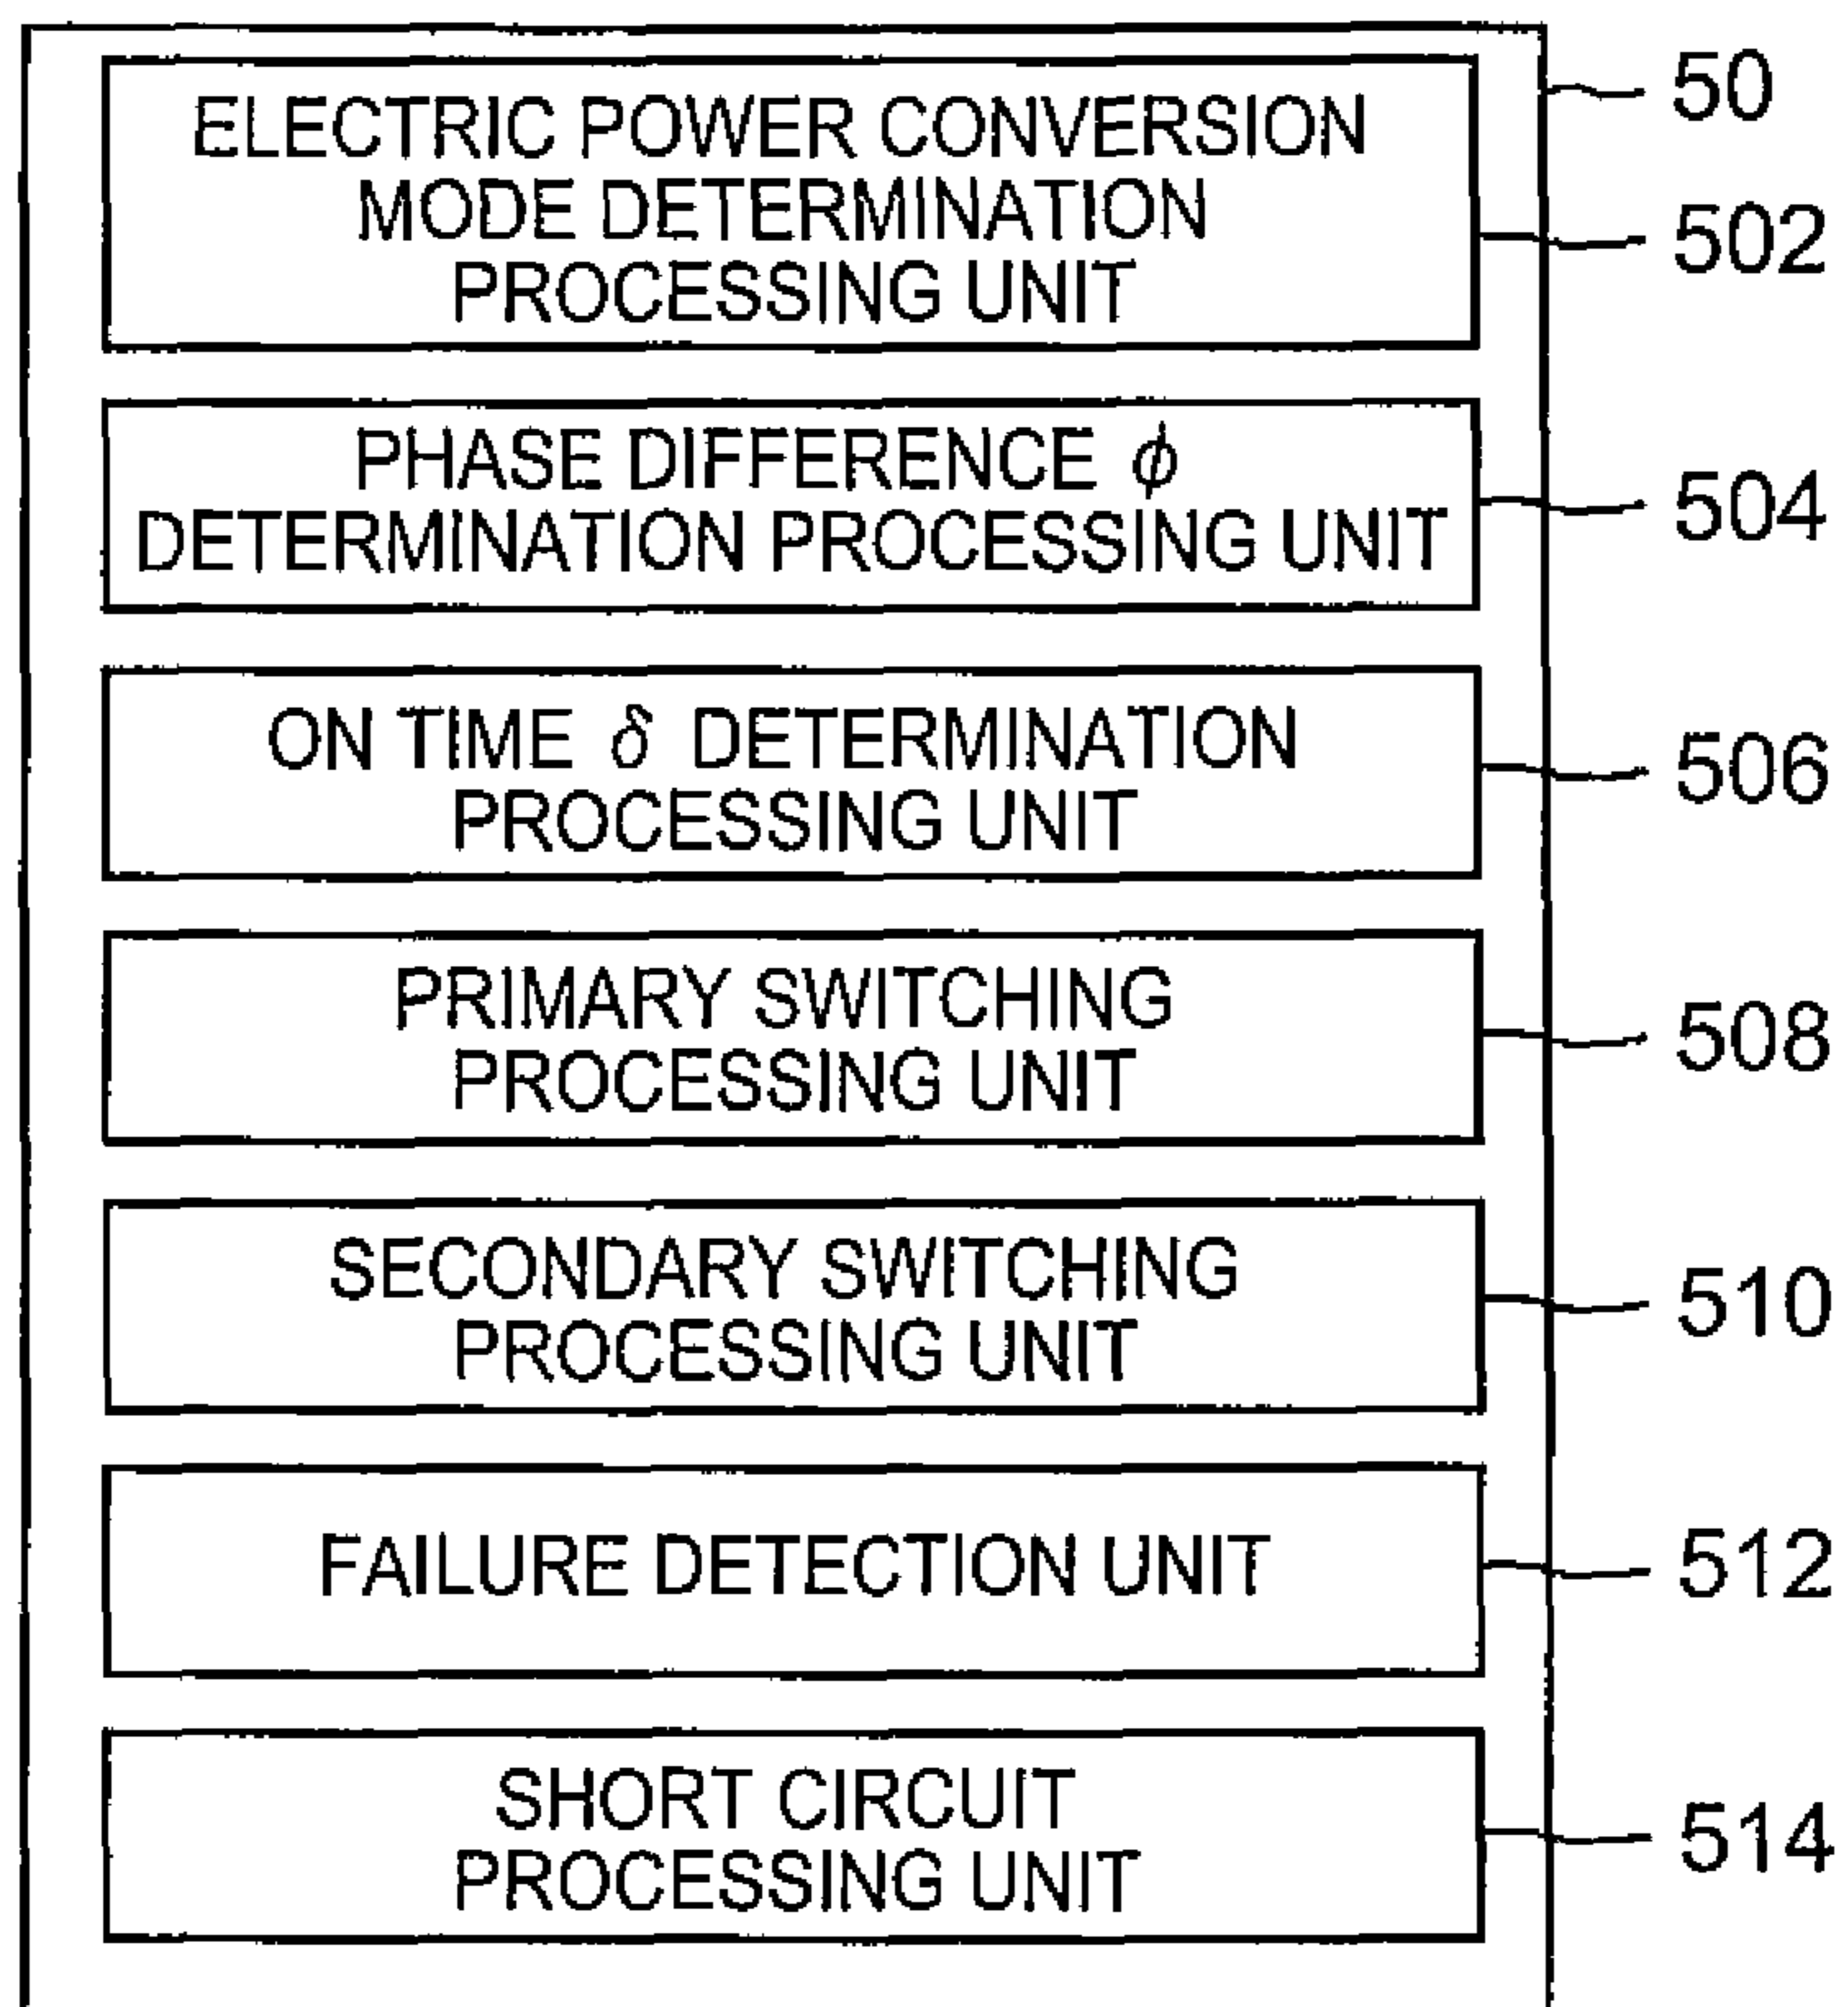 50
ELECTRIC POWER CONVERSION
MODE DETERMINATION
PROCESSING UNIT
502
PHASE DIFFERENCE ϕ
DETERMINATION PROCESSING UNIT
504
ON TIME δ DETERMINATION
PROCESSING UNIT
506
PRIMARY SWITCHING
PROCESSING UNIT
508
SECONDARY SWITCHING
PROCESSING UNIT
510
FAILURE DETECTION UNIT
512
SHORT CIRCUIT
PROCESSING UNIT
514